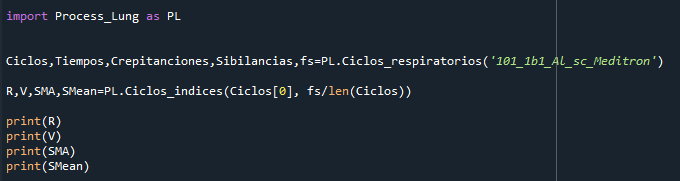 import Process_Lung as PL
Ciclos,Tiempos,Crepitanciones,Sibilancias,fs=PL.Ciclos_respiratorios('101_1b1_Al_sc_Meditron')
R,V,SMA,SMean=PL.Ciclos_indices(Ciclos[0], fs/len(Ciclos))
print(R)
print(V)
print(SMA)
print(SMean)